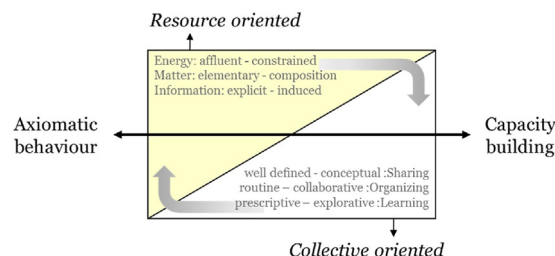 Resource oriented
Energy: affluent - constrained
Matter: elementary - composition
Information: explicit - induced
Axiomatic
behaviour
Capacity
building
well defined - conceptual :Sharing
routine – collaborative :Organizing
prescriptive – explorative :Learning
Collective oriented